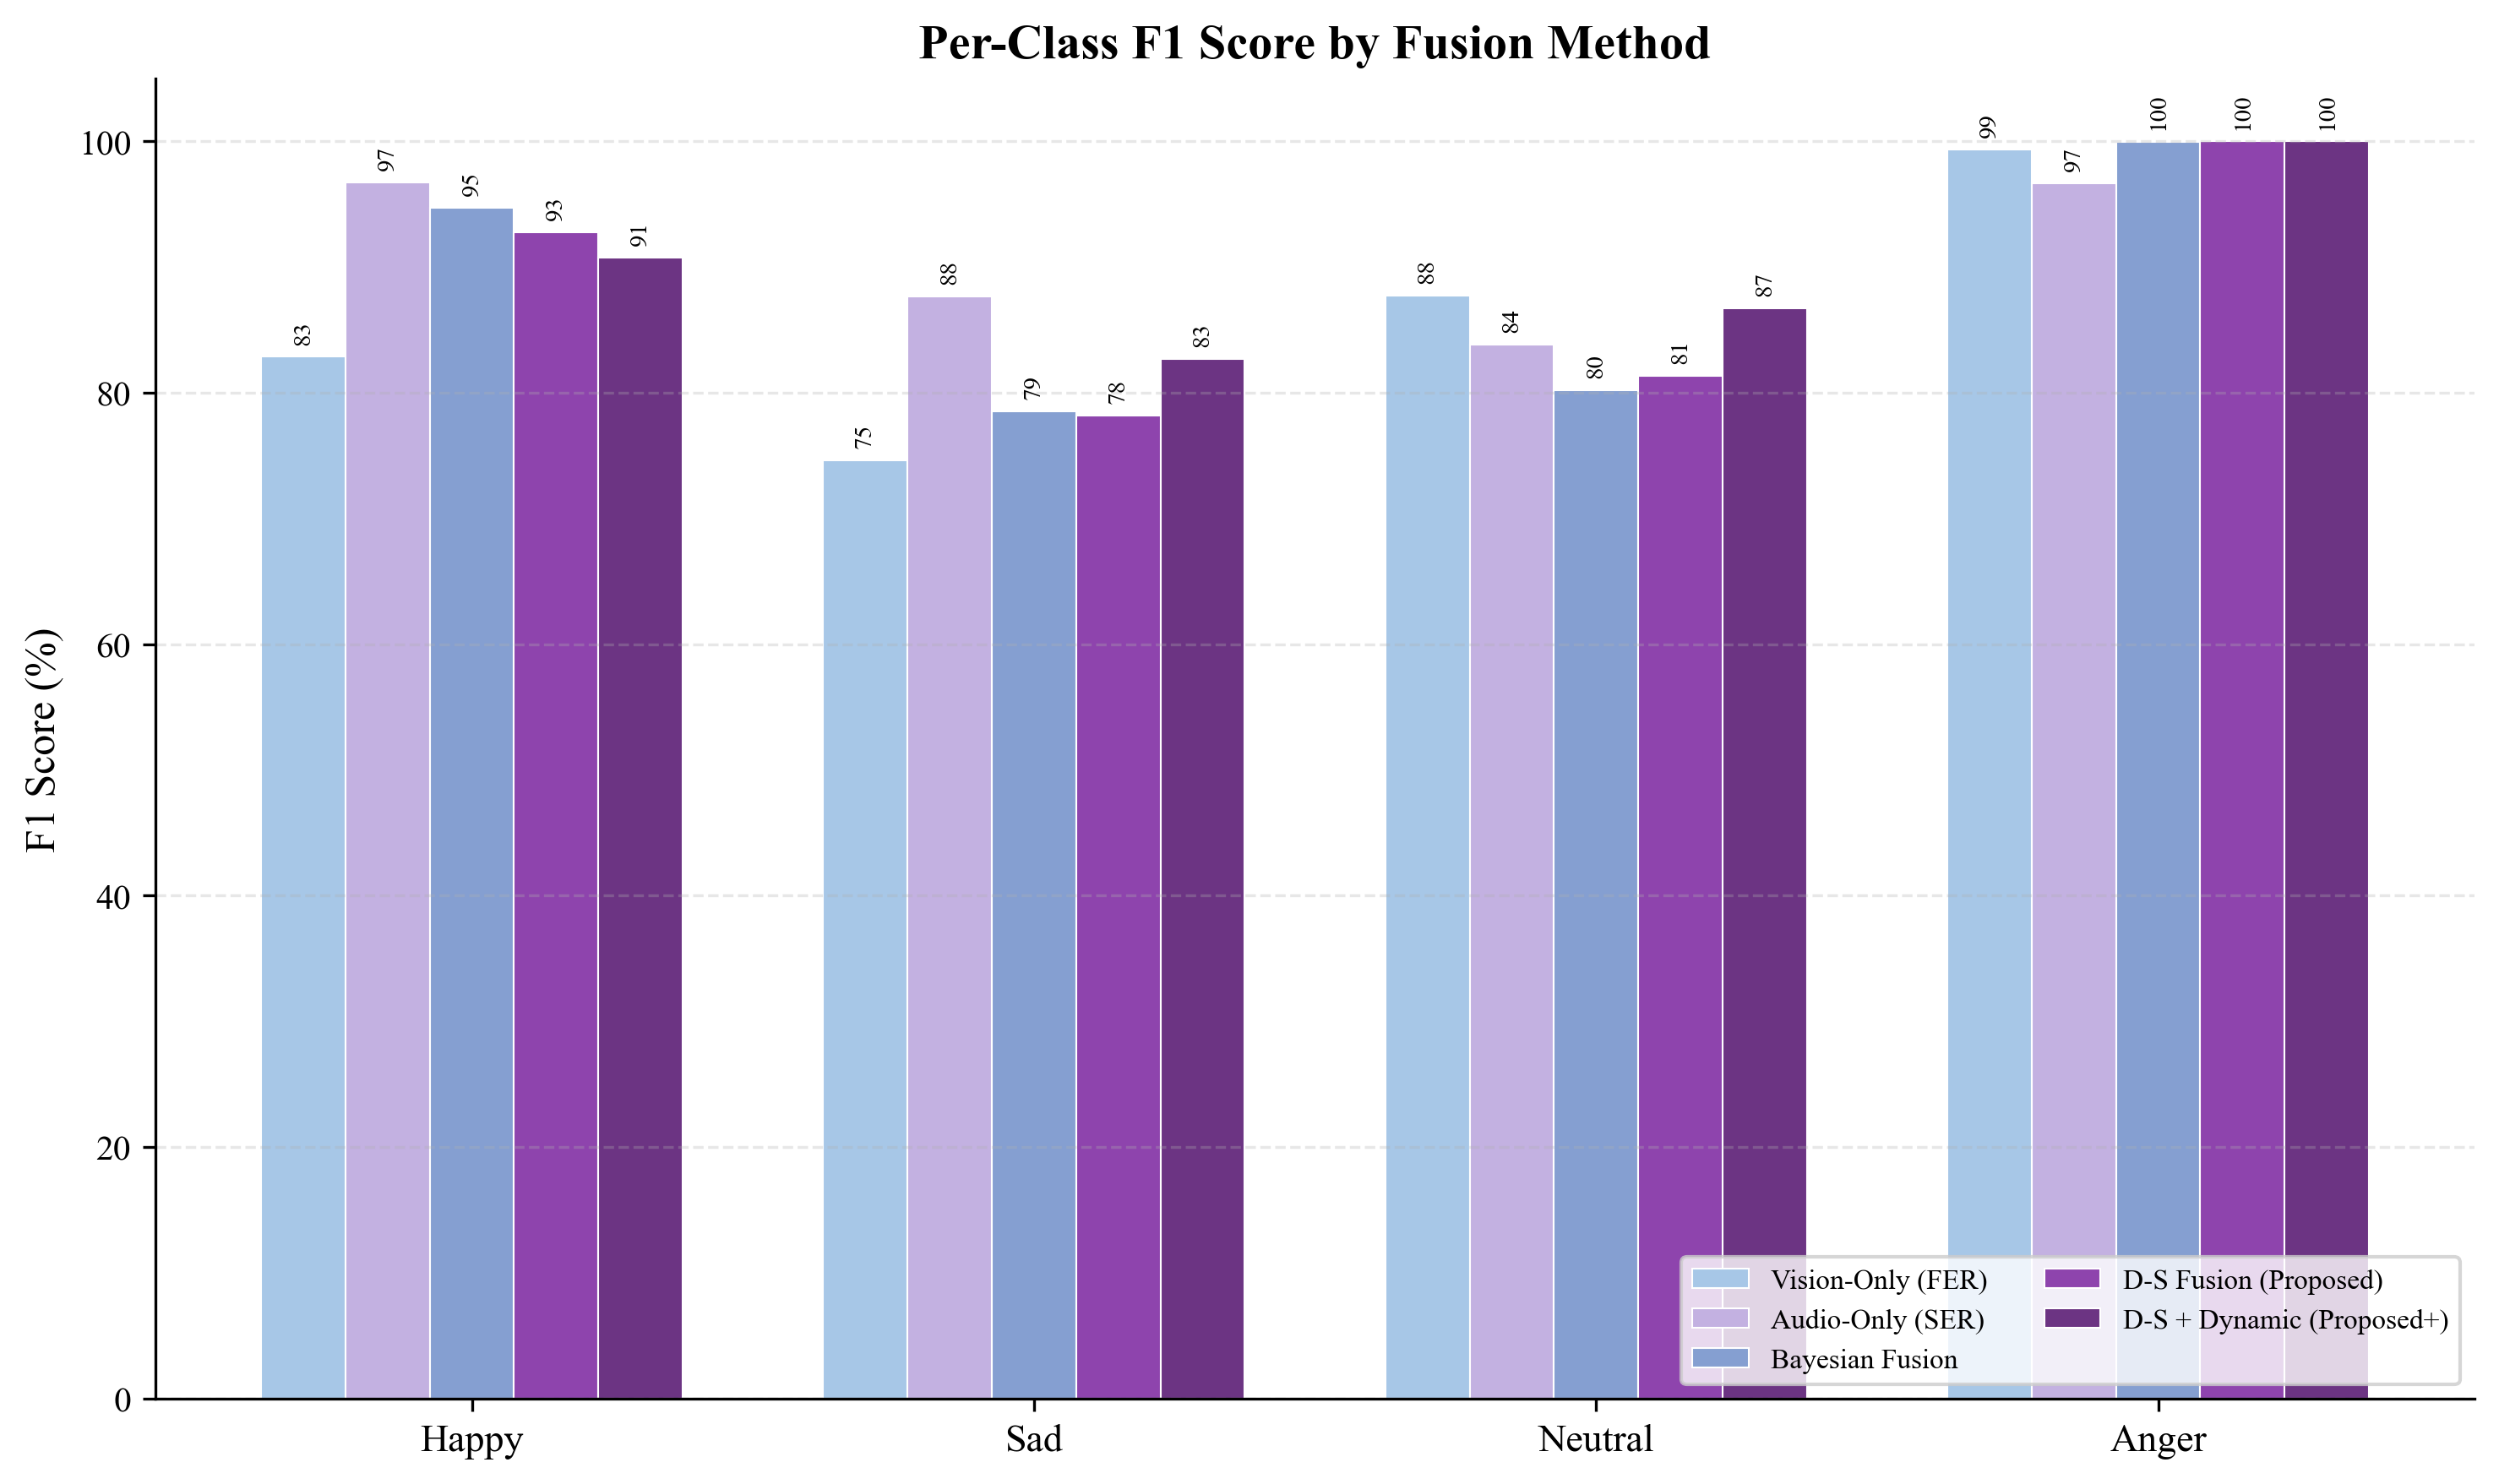 Per-Class F1 Score by Fusion Method
F1 Score (%)
100
80
60
40
20
0
83
97
95
93
91
75
88
79
78
83
88
84
80
81
87
99
97
100
100
100
Happy
Sad
Neutral
Anger
Vision-Only (FER)
Audio-Only (SER)
Bayesian Fusion
D-S Fusion (Proposed)
D-S + Dynamic (Proposed+)